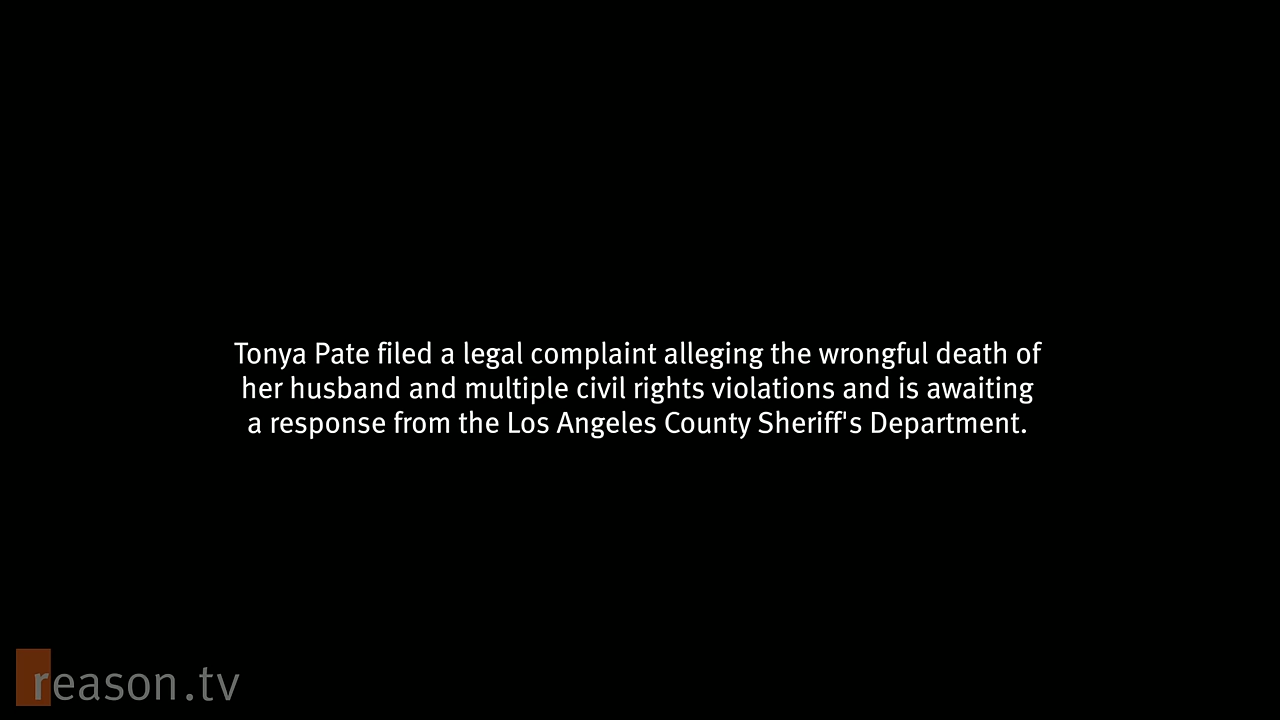 Tonya Pate filed a legal complaint alleging the wrongful death of
her husband and multiple civil rights violations and is awaiting
a response from the Los Angeles County Sheriff's Department.
reason.tv